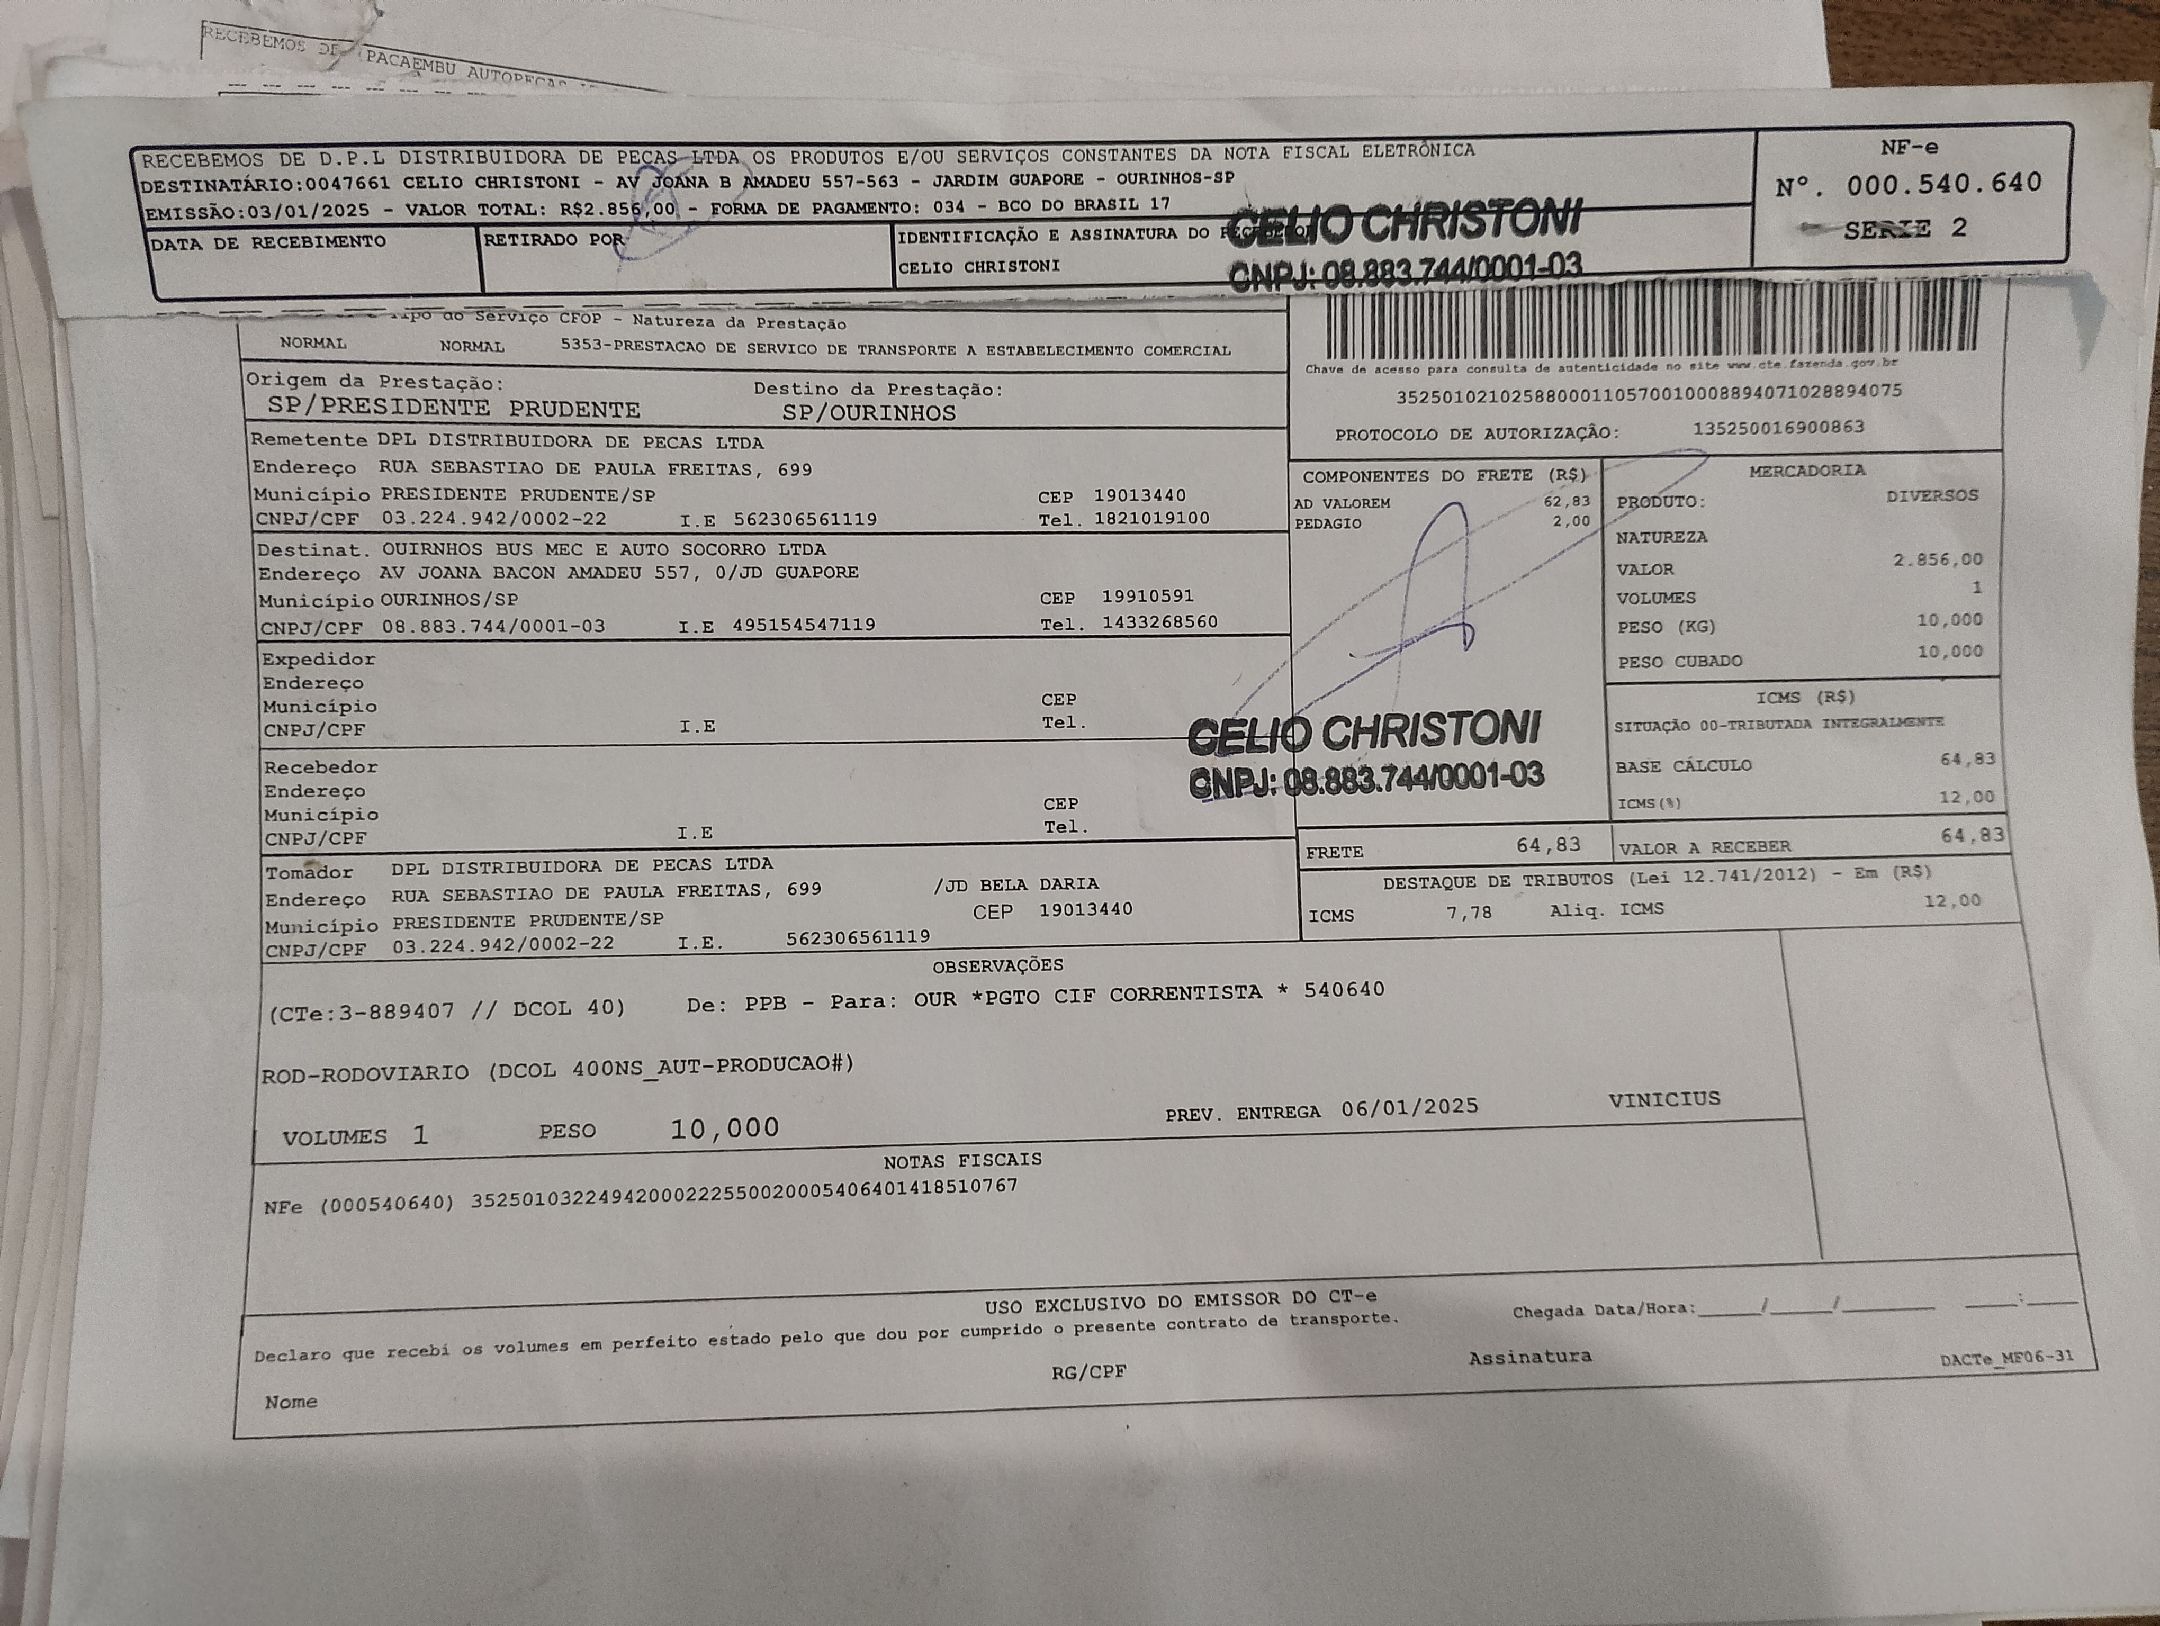 RECEBEMOS DE PACAEMBU AUTOPECAS
RECEBEMOS DE D.P.L DISTRIBUIDORA DE PEÇAS LTDA OS PRODUTOS E/OU SERVIÇOS CONSTANTES DA NOTA FISCAL ELETRÔNICA
DESTINATÁRIO:0047661 CELIO CHRISTONI - AV JOANA B AMADEU 557-563 - JARDIM GUAPORE - OURINHOS-SP
EMISSÃO:03/01/2025 - VALOR TOTAL: R$2.856,00 - FORMA DE PAGAMENTO: 034 - BCO DO BRASIL 17
NF-e
Nº. 000.540.640
SERIE 2
DATA DE RECEBIMENTO
RETIRADO POR
IDENTIFICAÇÃO E ASSINATURA DO
CELIO CHRISTONI
CELIO CHRISTONI
CNPJ: 08.883.744/0001-03
Tipo do Serviço CFOP - Natureza da Prestação
NORMAL NORMAL 5353-PRESTACAO DE SERVICO DE TRANSPORTE A ESTABELECIMENTO COMERCIAL
Chave de acesso para consulta de autenticidade no site www.cte.fazenda.gov.br
35250102102588000110570010008894071028894075
PROTOCOLO DE AUTORIZAÇÃO: 135250016900863
Origem da Prestação: Destino da Prestação:
SP/PRESIDENTE PRUDENTE SP/OURINHOS
Remetente DPL DISTRIBUIDORA DE PECAS LTDA
Endereço RUA SEBASTIAO DE PAULA FREITAS, 699
Município PRESIDENTE PRUDENTE/SP CEP 19013440
CNPJ/CPF 03.224.942/0002-22 I.E 562306561119 Tel. 1821019100
Destinat. OUIRNHOS BUS MEC E AUTO SOCORRO LTDA
Endereço AV JOANA BACON AMADEU 557, 0/JD GUAPORE
Município OURINHOS/SP CEP 19910591
CNPJ/CPF 08.883.744/0001-03 I.E 495154547119 Tel. 1433268560
Expedidor
Endereço
Município CEP
CNPJ/CPF I.E Tel.
Recebedor
Endereço
Município CEP
CNPJ/CPF I.E Tel.
Tomador DPL DISTRIBUIDORA DE PECAS LTDA
Endereço RUA SEBASTIAO DE PAULA FREITAS, 699 /JD BELA DARIA
Município PRESIDENTE PRUDENTE/SP CEP 19013440
CNPJ/CPF 03.224.942/0002-22 I.E. 562306561119
COMPONENTES DO FRETE (R$)
AD VALOREM 62,83
PEDAGIO 2,00
CELIO CHRISTONI
CNPJ: 08.883.744/0001-03
MERCADORIA
PRODUTO: DIVERSOS
NATUREZA
VALOR 2.856,00
VOLUMES 1
PESO (KG) 10,000
PESO CUBADO 10,000
ICMS (R$)
SITUAÇÃO 00-TRIBUTADA INTEGRALMENTE
BASE CÁLCULO 64,83
ICMS(%) 12,00
FRETE 64,83 VALOR A RECEBER 64,83
DESTAQUE DE TRIBUTOS (Lei 12.741/2012) - Em (R$)
ICMS 7,78 Aliq. ICMS 12,00
OBSERVAÇÕES
(CTe:3-889407 // DCOL 40) De: PPB - Para: OUR *PGTO CIF CORRENTISTA * 540640
ROD-RODOVIARIO (DCOL 400NS_AUT-PRODUCAO#)
VOLUMES 1 PESO 10,000 PREV. ENTREGA 06/01/2025 VINICIUS
NOTAS FISCAIS
NFe (000540640) 35250103224942000222550020005406401418510767
USO EXCLUSIVO DO EMISSOR DO CT-e
Declaro que recebi os volumes em perfeito estado pelo que dou por cumprido o presente contrato de transporte.
Chegada Data/Hora:_____/_____/________ ____:____
Nome RG/CPF Assinatura DACTe_MF06-31